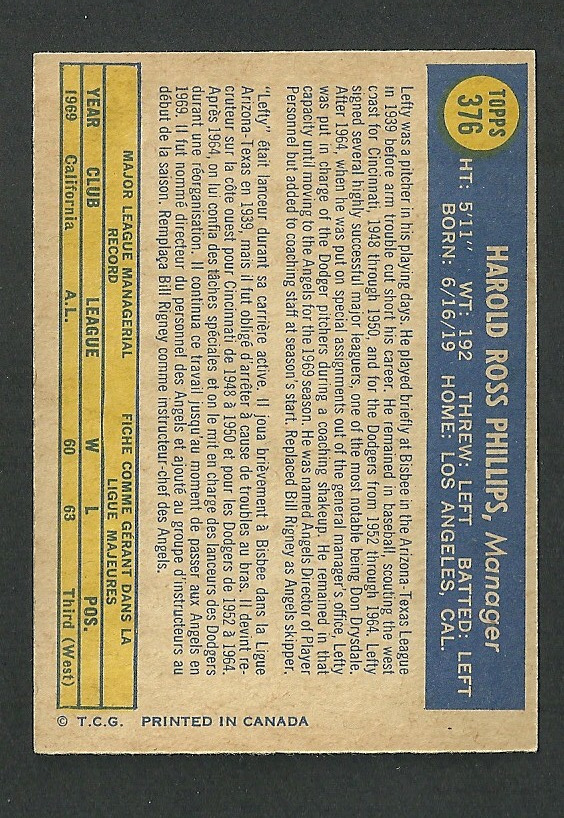 TOPPS
376
HAROLD ROSS PHILLIPS, Manager
HT: 5'11" WT: 192 THREW: LEFT BATTED: LEFT
BORN: 6/16/19 HOME: LOS ANGELES, CAL.
Lefty was a pitcher in his playing days. He played briefly at Bisbee in the Arizona-Texas League
in 1939 before arm trouble cut short his career. He remained in baseball, scouting the west
coast for Cincinnati, 1948 through 1950, and for the Dodgers from 1952 through 1964. Lefty
signed several highly successful major leaguers, one of the most notable being Don Drysdale.
After 1964, when he was put on special assignments out of the general manager's office, Lefty
was put in charge of the Dodger pitchers during a coaching shakeup. He remained in that
capacity until moving to the Angels for the 1969 season. He was named Angels Director of Player
Personnel but added to coaching staff at season's start. Replaced Bill Rigney as Angels skipper.
"Lefty" était lanceur durant sa carrière active. Il joua brièvement à Bisbee dans la Ligue
Arizona-Texas en 1939, mais il fut obligé d'arrêter à cause de troubles au bras. Il devint re-
cruteur sur la côte ouest pour Cincinnati de 1948 à 1950 et pour les Dodgers de 1952 à 1964.
Après 1964, on lui confia des tâches spéciales et on le mit en charge des lanceurs des Dodgers
durant une réorganisation. Il continua ce travail jusqu'au moment de passer aux Angels en
1969. Il fut nommé directeur du personnel des Angels et ajouté au groupe d'instructeurs au
début de la saison. Remplaça Bill Rigney comme instructeur-chef des Angels.
MAJOR LEAGUE MANAGERIAL RECORD
FICHE COMME GÉRANT DANS LA LIGUE MAJEURES
YEAR CLUB LEAGUE W L POS.
1969 California A.L. 60 63 Third (West)
© T.C.G. PRINTED IN CANADA